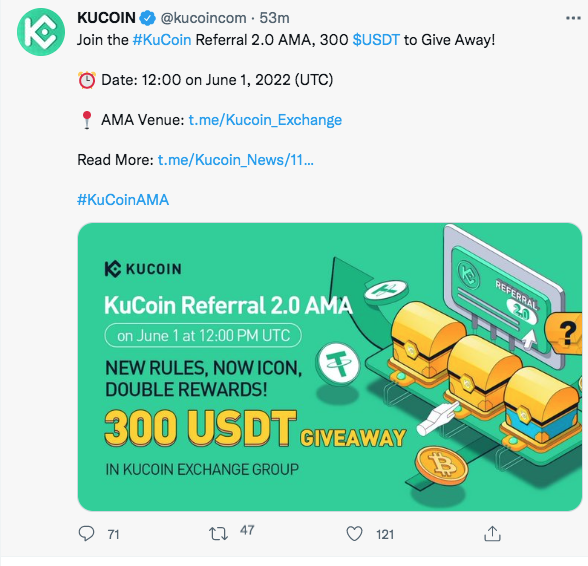 KUCOIN @kucoincom · 53m
Join the #KuCoin Referral 2.0 AMA, 300 $USDT to Give Away!
Date: 12:00 on June 1, 2022 (UTC)
AMA Venue: t.me/Kucoin_Exchange
Read More: t.me/Kucoin_News/11...
#KuCoinAMA
KUCOIN
KuCoin Referral 2.0 AMA
on June 1 at 12:00 PM UTC
NEW RULES, NOW ICON,
DOUBLE REWARDS!
300 USDT GIVEAWAY
IN KUCOIN EXCHANGE GROUP
REFERRAL
2.0
?
71 47 121